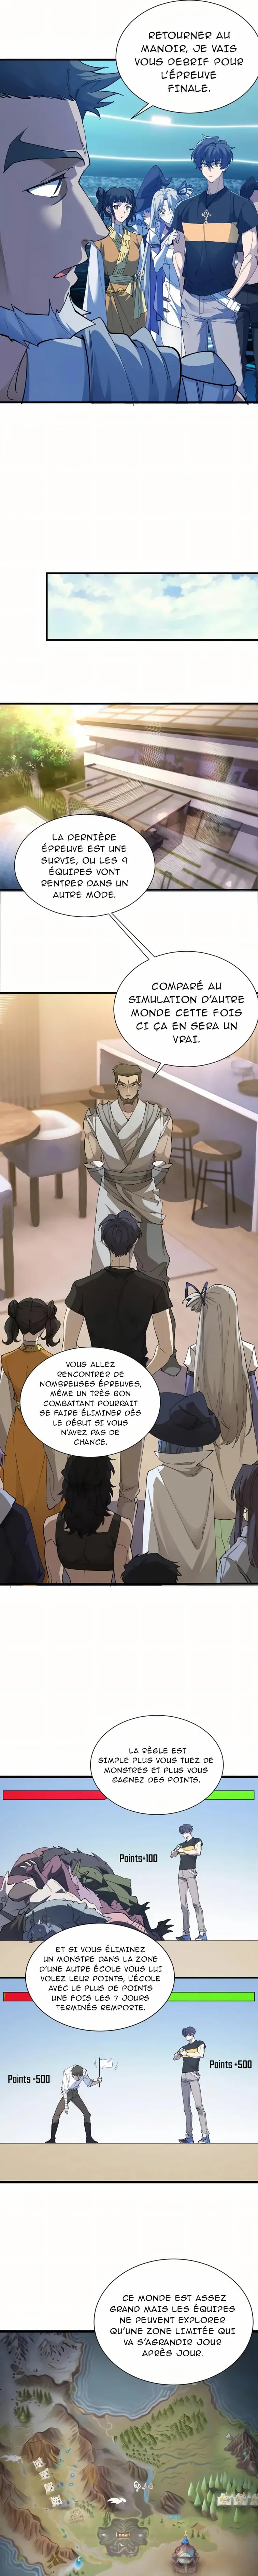 RETOURNER AU
MANOIR, JE VAIS
VOUS DEBRIF POUR
L'ÉPREUVE
FINALE.
LA DERNIÈRE
ÉPREUVE EST UNE
SURVIE, OU LES 9
ÉQUIPES VONT
RENTRER DANS UN
AUTRE MODE.
COMPARÉ AU
SIMULATION D'AUTRE
MONDE CETTE FOIS
CI ÇA EN SERA UN
VRAI.
VOUS ALLEZ
RENCONTRER DE
NOMBREUSES ÉPREUVES,
MÊME UN TRÈS BON
COMBATTANT POURRAIT
SE FAIRE ÉLIMINER DÈS
LE DÉBUT SI VOUS
N'AVEZ PAS DE
CHANCE.
LA RÈGLE EST
SIMPLE PLUS VOUS TUEZ DE
MONSTRES ET PLUS VOUS
GAGNEZ DES POINTS.
Points+100
ET SI VOUS ÉLIMINEZ
UN MONSTRE DANS LA ZONE
D'UNE AUTRE ÉCOLE VOUS LUI
VOLEZ LEUR POINTS, L'ÉCOLE
AVEC LE PLUS DE POINTS
UNE FOIS LES 7 JOURS
TERMINÉS REMPORTE.
Points -500
Points +500
CE MONDE EST ASSEZ
GRAND MAIS LES ÉQUIPES
NE PEUVENT EXPLORER
QU'UNE ZONE LIMITÉE QUI
VA S'AGRANDIR JOUR
APRÈS JOUR.